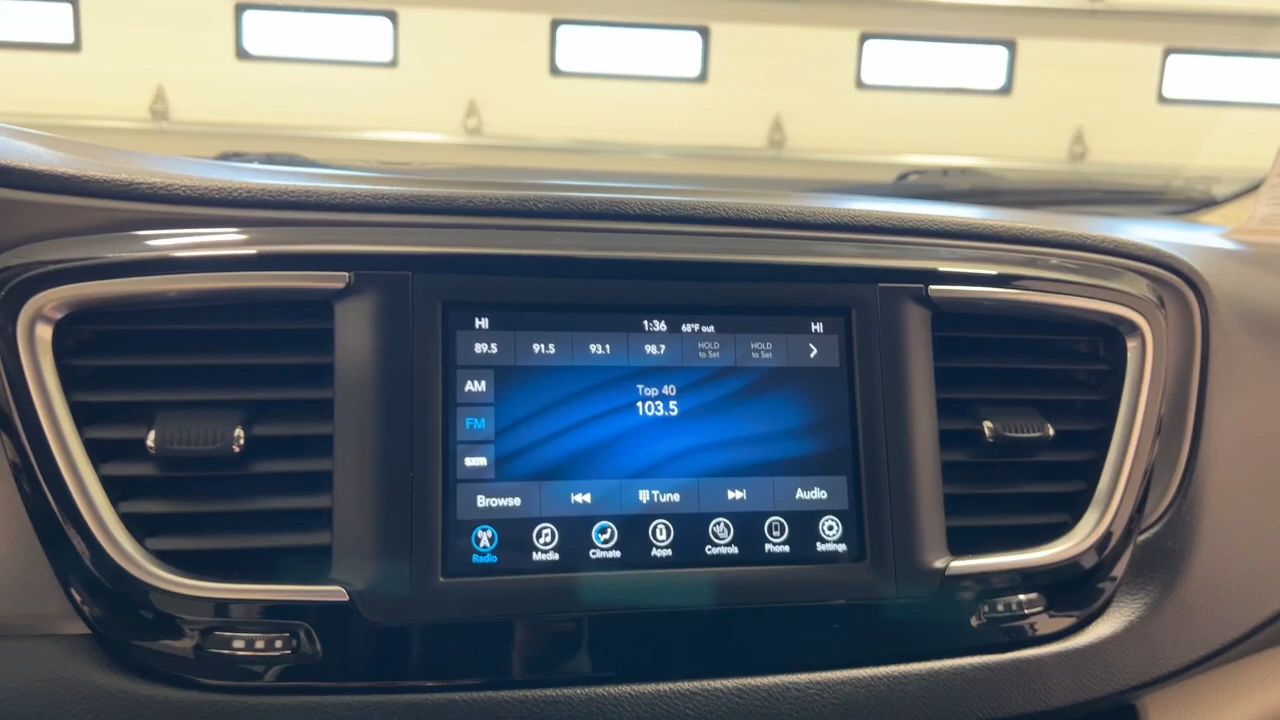 HI 1:36 68°F out HI
89.5 91.5 93.1 98.7 HOLD to Set HOLD to Set
AM
Top 40
103.5
FM
sxm
Browse Tune Audio
Radio Media Climate Apps Controls Phone Settings